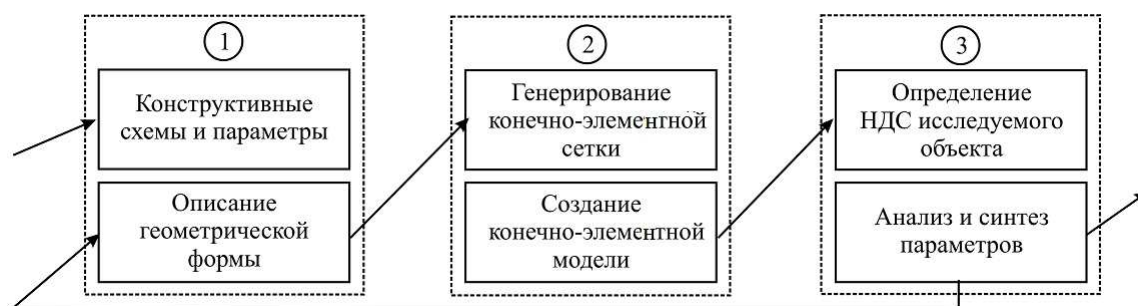 1
Конструктивные
схемы и параметры
Описание
геометрической
формы
2
Генерирование
конечно-элементной
сетки
Создание
конечно-элементной
модели
3
Определение
НДС исследуемого
объекта
Анализ и синтез
параметров